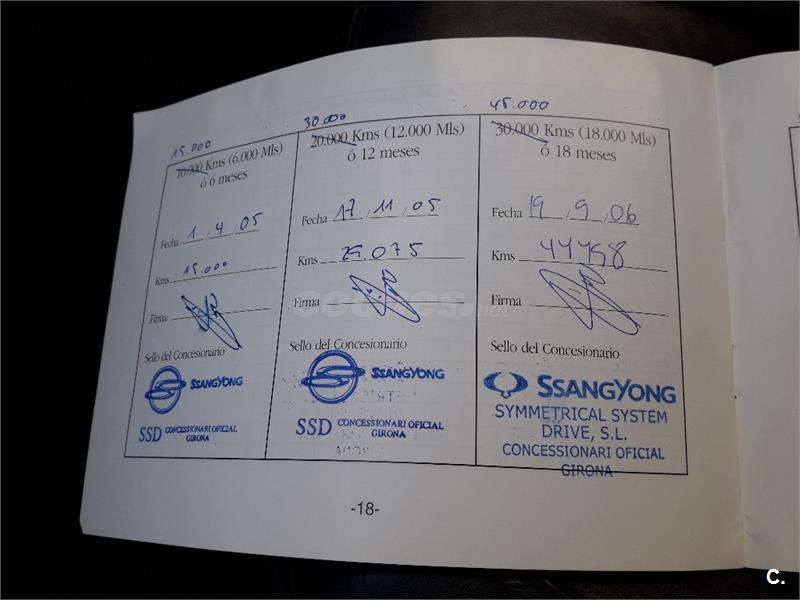 15.000
10.000 Kms (6.000 Mls)
ó 6 meses
Fecha 1 , 4 , 05
Kms 15.000
Firma
Sello del Concesionario
SSANGYONG
SSD CONCESSIONARI OFICIAL
GIRONA
30.000
20.000 Kms (12.000 Mls)
ó 12 meses
Fecha 17 , 11 , 05
Kms 29.075
Firma
Sello del Concesionario
SSANGYONG
SSD CONCESSIONARI OFICIAL
GIRONA
45.000
30.000 Kms (18.000 Mls)
ó 18 meses
Fecha 19 , 9 , 06
Kms
Firma
Sello del Concesionario
SSANGYONG
SYMMETRICAL SYSTEM
DRIVE, S.L.
CONCESSIONARI OFICIAL
GIRONA
-18-
coches.net
C.